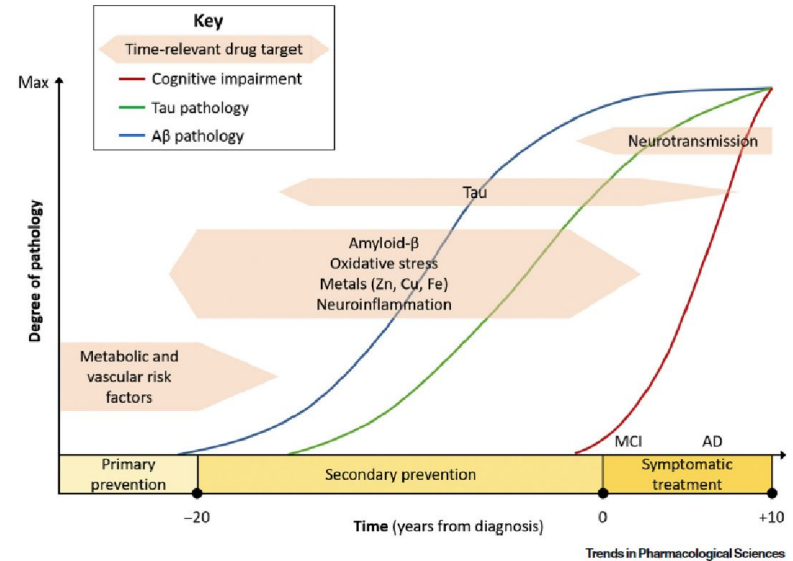 Key
Time-relevant drug target
Cognitive impairment
Tau pathology
Aβ pathology
Max
Degree of pathology
Neurotransmission
Tau
Amyloid-β
Oxidative stress
Metals (Zn, Cu, Fe)
Neuroinflammation
Metabolic and
vascular risk
factors
MCI
AD
Primary
prevention
Secondary prevention
Symptomatic
treatment
−20
Time (years from diagnosis)
0
+10
Trends in Pharmacological Sciences